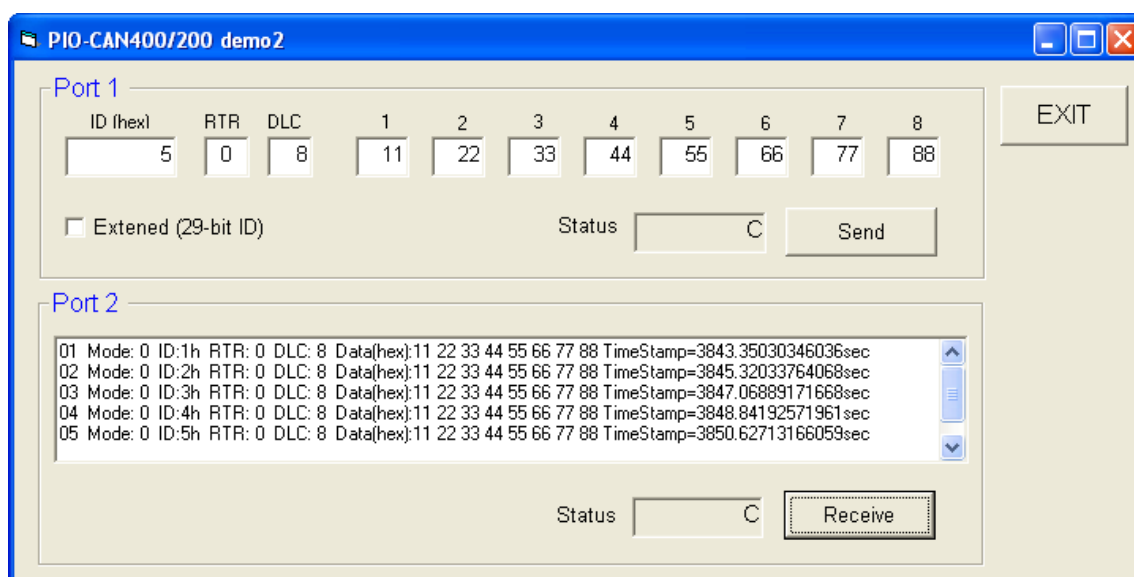 PIO-CAN400/200 demo2
Port 1
EXIT
ID (hex) RTR DLC 1 2 3 4 5 6 7 8
5 0 8 11 22 33 44 55 66 77 88
Extened (29-bit ID) Status C Send
Port 2
01 Mode: 0 ID:1h RTR: 0 DLC: 8 Data(hex):11 22 33 44 55 66 77 88 TimeStamp=3843.35030346036sec
02 Mode: 0 ID:2h RTR: 0 DLC: 8 Data(hex):11 22 33 44 55 66 77 88 TimeStamp=3845.32033764068sec
03 Mode: 0 ID:3h RTR: 0 DLC: 8 Data(hex):11 22 33 44 55 66 77 88 TimeStamp=3847.06889171668sec
04 Mode: 0 ID:4h RTR: 0 DLC: 8 Data(hex):11 22 33 44 55 66 77 88 TimeStamp=3848.84192571961sec
05 Mode: 0 ID:5h RTR: 0 DLC: 8 Data(hex):11 22 33 44 55 66 77 88 TimeStamp=3850.62713166059sec
Status C Receive